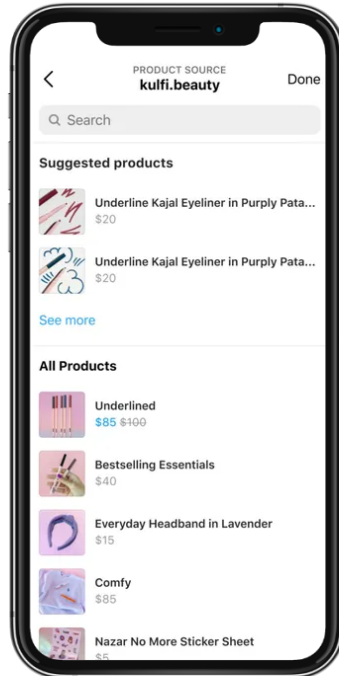 PRODUCT SOURCE
kulfi.beauty
Done
Search
Suggested products
Underline Kajal Eyeliner in Purply Pata...
$20
Underline Kajal Eyeliner in Purply Pata...
$20
See more
All Products
Underlined
$85 $100
Bestselling Essentials
$40
Everyday Headband in Lavender
$15
Comfy
$85
Nazar No More Sticker Sheet
$5